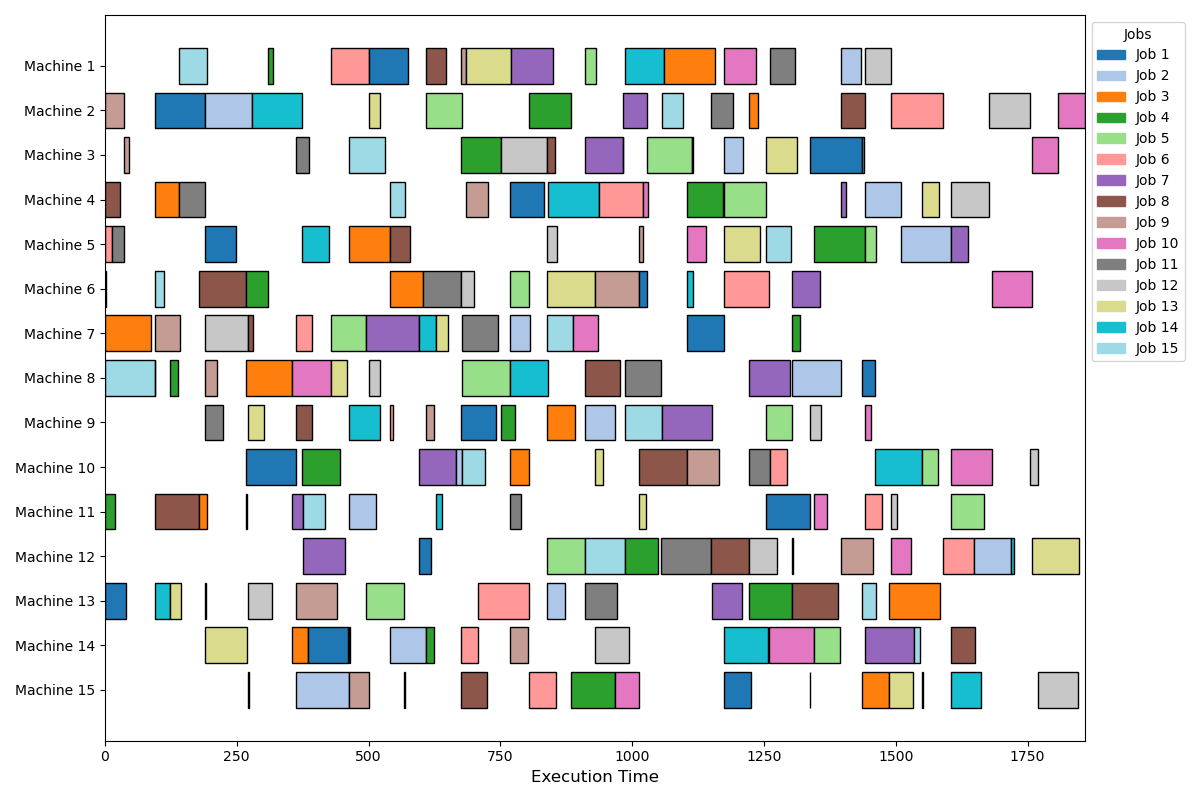 Machine 1
Machine 2
Machine 3
Machine 4
Machine 5
Machine 6
Machine 7
Machine 8
Machine 9
Machine 10
Machine 11
Machine 12
Machine 13
Machine 14
Machine 15
0 250 500 750 1000 1250 1500 1750
Execution Time
Jobs
Job 1
Job 2
Job 3
Job 4
Job 5
Job 6
Job 7
Job 8
Job 9
Job 10
Job 11
Job 12
Job 13
Job 14
Job 15